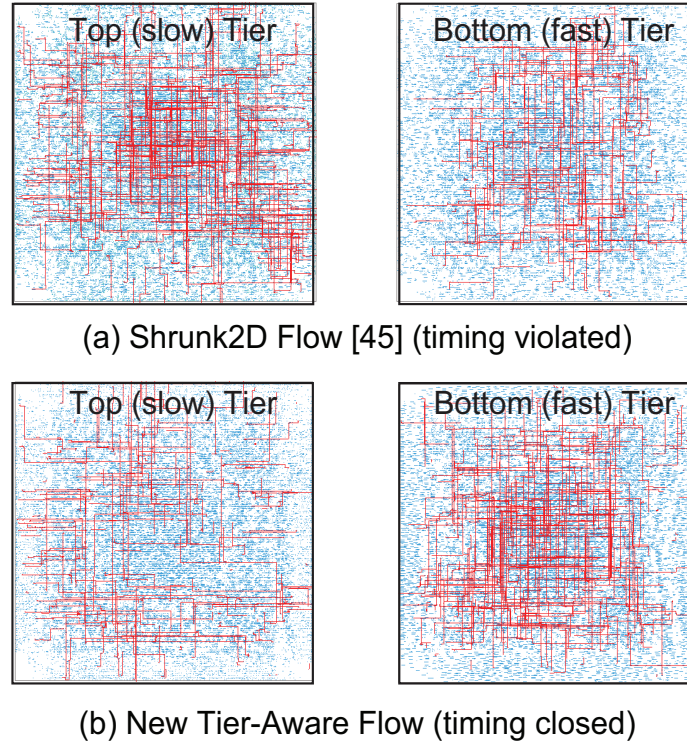 Top (slow) Tier
Bottom (fast) Tier
(a) Shrunk2D Flow [45] (timing violated)
Top (slow) Tier
Bottom (fast) Tier
(b) New Tier-Aware Flow (timing closed)